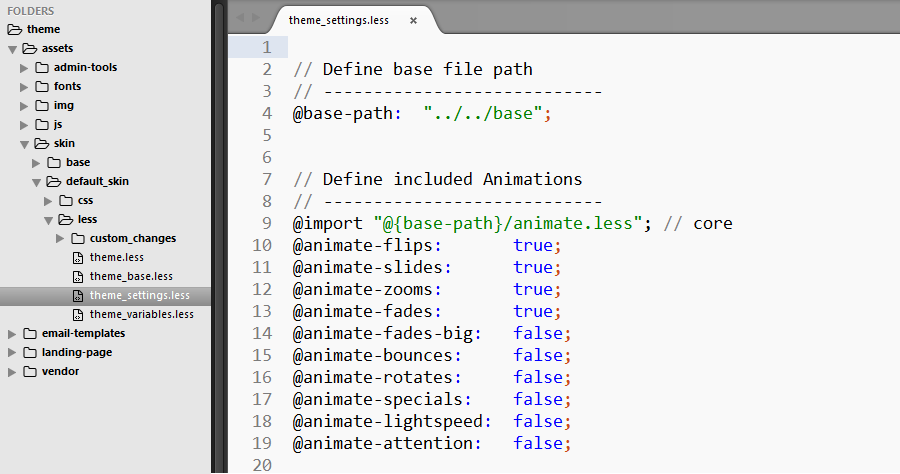 FOLDERS
theme
assets
admin-tools
fonts
img
js
skin
base
default_skin
css
less
custom_changes
theme.less
theme_base.less
theme_settings.less
theme_variables.less
email-templates
landing-page
vendor
theme_settings.less ×
1
2 // Define base file path
3 // ----------------------------
4 @base-path:  "../../base";
5
6
7 // Define included Animations
8 // ----------------------------
9 @import "@{base-path}/animate.less"; // core
10 @animate-flips:       true;
11 @animate-slides:      true;
12 @animate-zooms:       true;
13 @animate-fades:       true;
14 @animate-fades-big:   false;
15 @animate-bounces:     false;
16 @animate-rotates:     false;
17 @animate-specials:    false;
18 @animate-lightspeed:  false;
19 @animate-attention:   false;
20